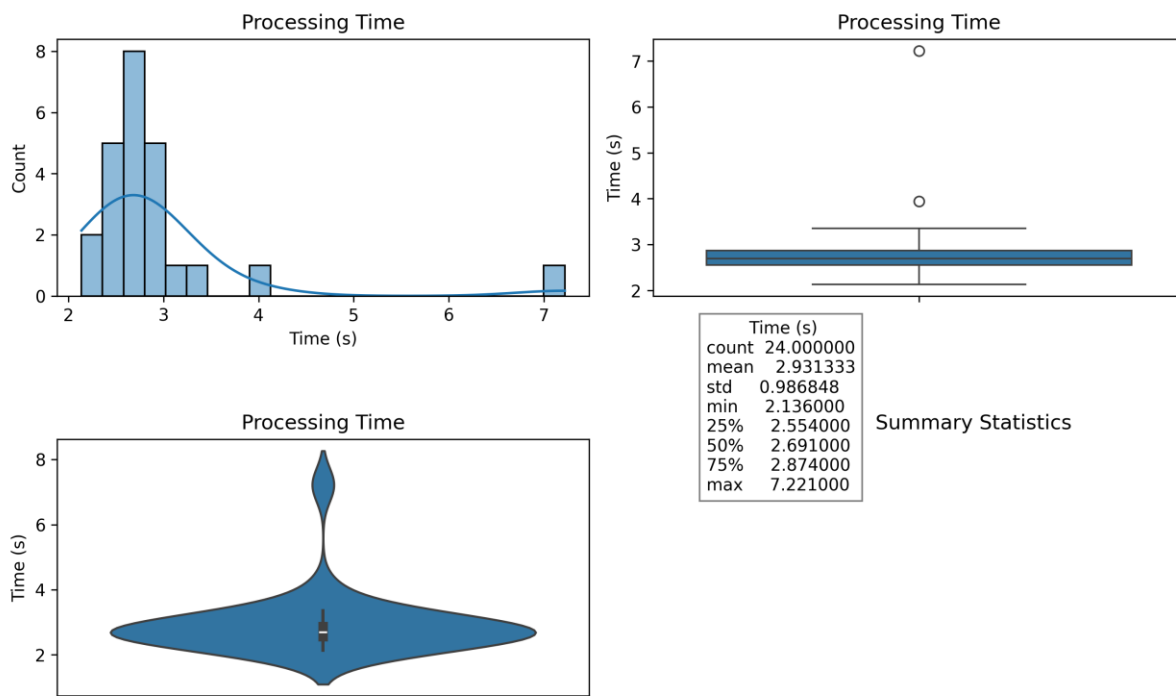 Processing Time
8
6
4
2
0
Count
2 3 4 5 6 7
Time (s)
Processing Time
7
6
5
4
3
2
Time (s)
Processing Time
8
6
4
2
Time (s)
Time (s)
count 24.000000
mean 2.931333
std 0.986848
min 2.136000
25% 2.554000
50% 2.691000
75% 2.874000
max 7.221000
Summary Statistics